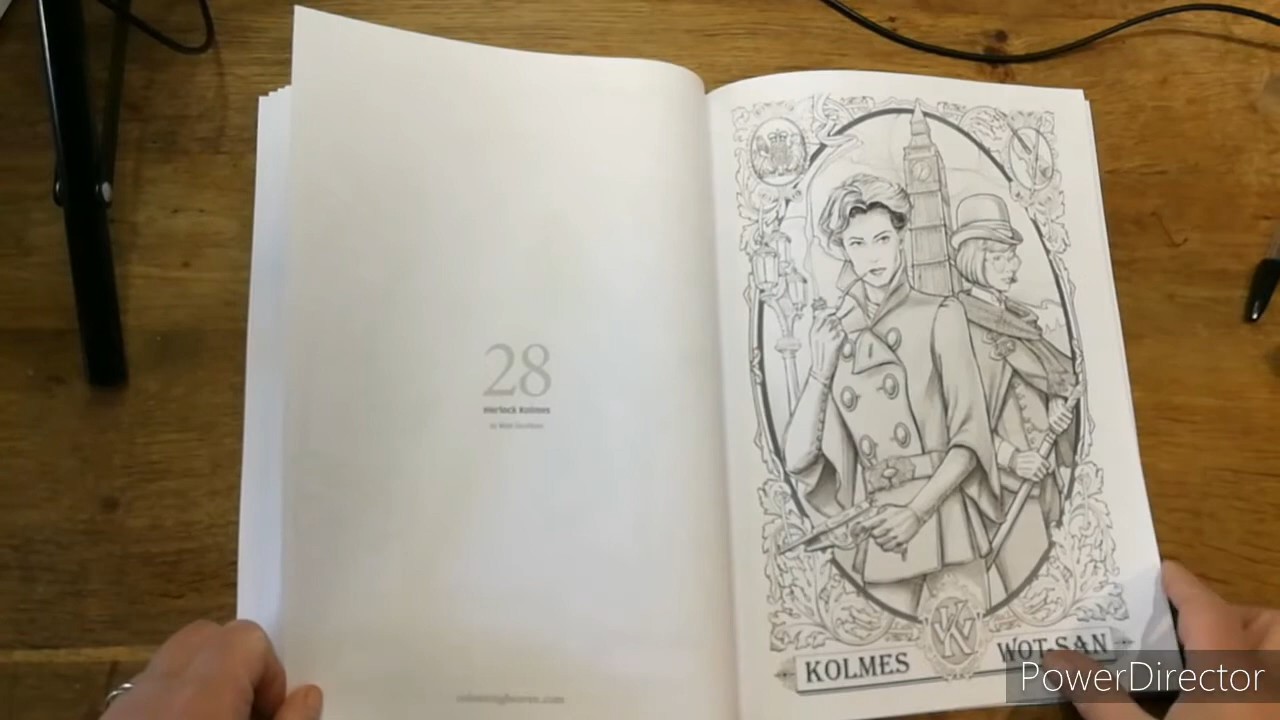 28
Herlock Kolmes
KOLMES
WOT-SAN
PowerDirector